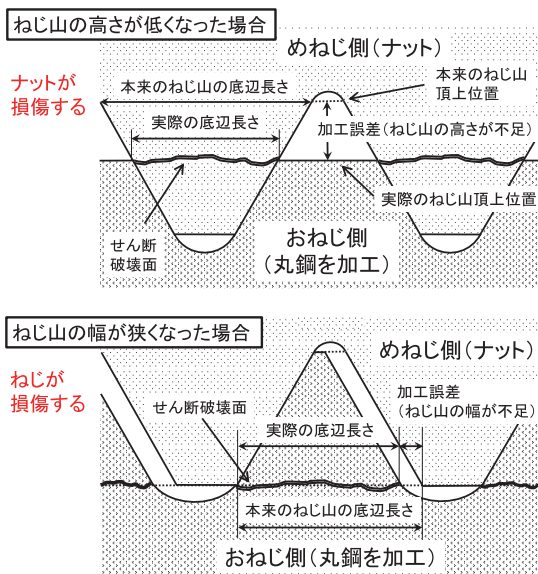 ねじ山の高さが低くなった場合
めねじ側(ナット)
ナットが
損傷する
本来のねじ山の底辺長さ
本来のねじ山
頂上位置
実際の底辺長さ
加工誤差(ねじ山の高さが不足)
実際のねじ山頂上位置
せん断
破壊面
おねじ側
(丸鋼を加工)
ねじ山の幅が狭くなった場合
めねじ側(ナット)
ねじが
損傷する
せん断破壊面
加工誤差
(ねじ山の幅が不足)
実際の底辺長さ
本来のねじ山の底辺長さ
おねじ側(丸鋼を加工)